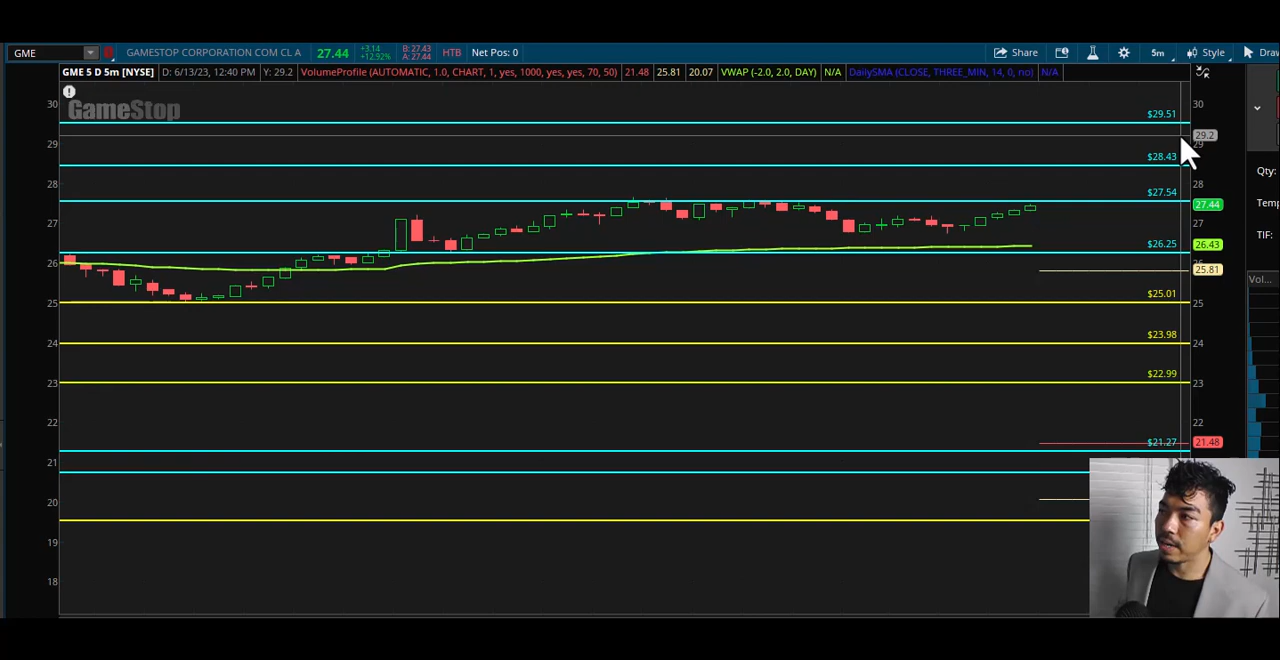 GME
GAMESTOP CORPORATION COM CL A
27.44
+3.14
+12.92%
B: 27.43
A: 27.44
HTB
Net Pos: 0
Share
5m
Style
Draw
GME 5 D 5m [NYSE]
D: 6/13/23, 12:40 PM
Y: 29.2
VolumeProfile (AUTOMATIC, 1.0, CHART, 1, yes, 1000, yes, yes, 70, 50)
21.48
25.81
20.07
VWAP (-2.0, 2.0, DAY)
N/A
DailySMA (CLOSE, THREE_MIN, 14, 0, no)
N/A
GameStop
30
29
28
27
26
25
24
23
22
21
20
19
18
$29.51
$28.43
$27.54
$26.25
$25.01
$23.98
$22.99
$21.27
30
29.2
29
28
27.44
27
26.43
25.81
25
24
23
22
21.48
Qty:
Temp
TIF:
Vol...